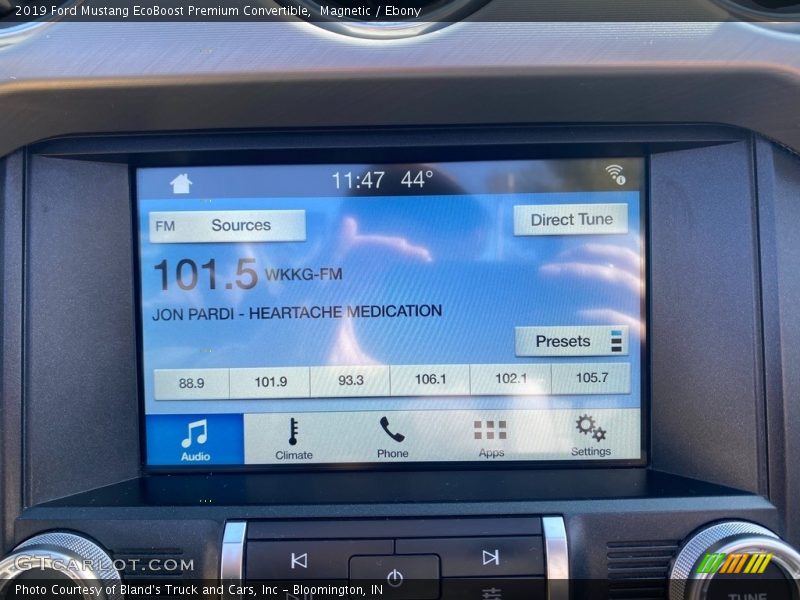 2019 Ford Mustang EcoBoost Premium Convertible, Magnetic / Ebony
11:47 44°
FM Sources
Direct Tune
101.5 WKKG-FM
JON PARDI - HEARTACHE MEDICATION
Presets
88.9 101.9 93.3 106.1 102.1 105.7
Audio Climate Phone Apps Settings
GTCARLOT.COM
TUNE
Photo Courtesy of Bland's Truck and Cars, Inc - Bloomington, IN